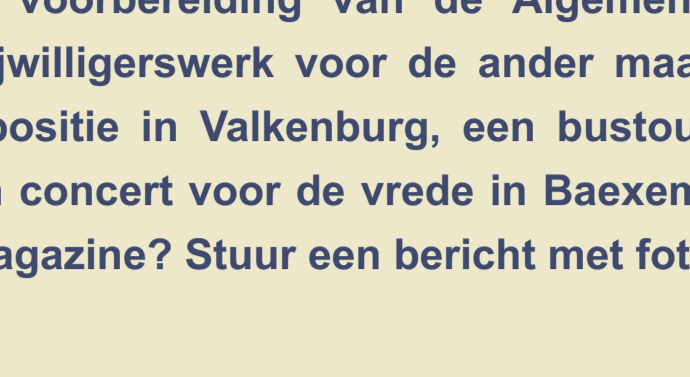 voorbereiding van de Algemen
jwilligerswerk voor de ander maa
positie in Valkenburg, een bustou
concert voor de vrede in Baexen
agazine? Stuur een bericht met fot